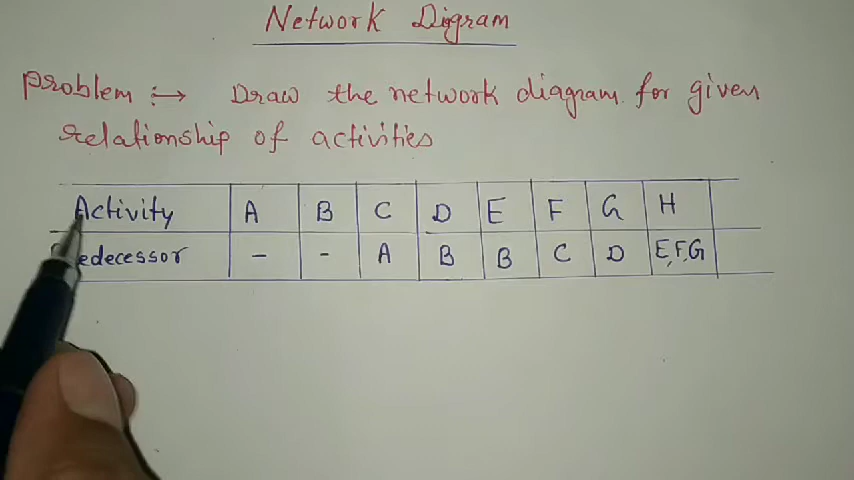 Network Digram
Problem :→ Draw the network diagram for given
relationship of activities
Activity A B C D E F G H
edecessor - - A B B C D E,F,G